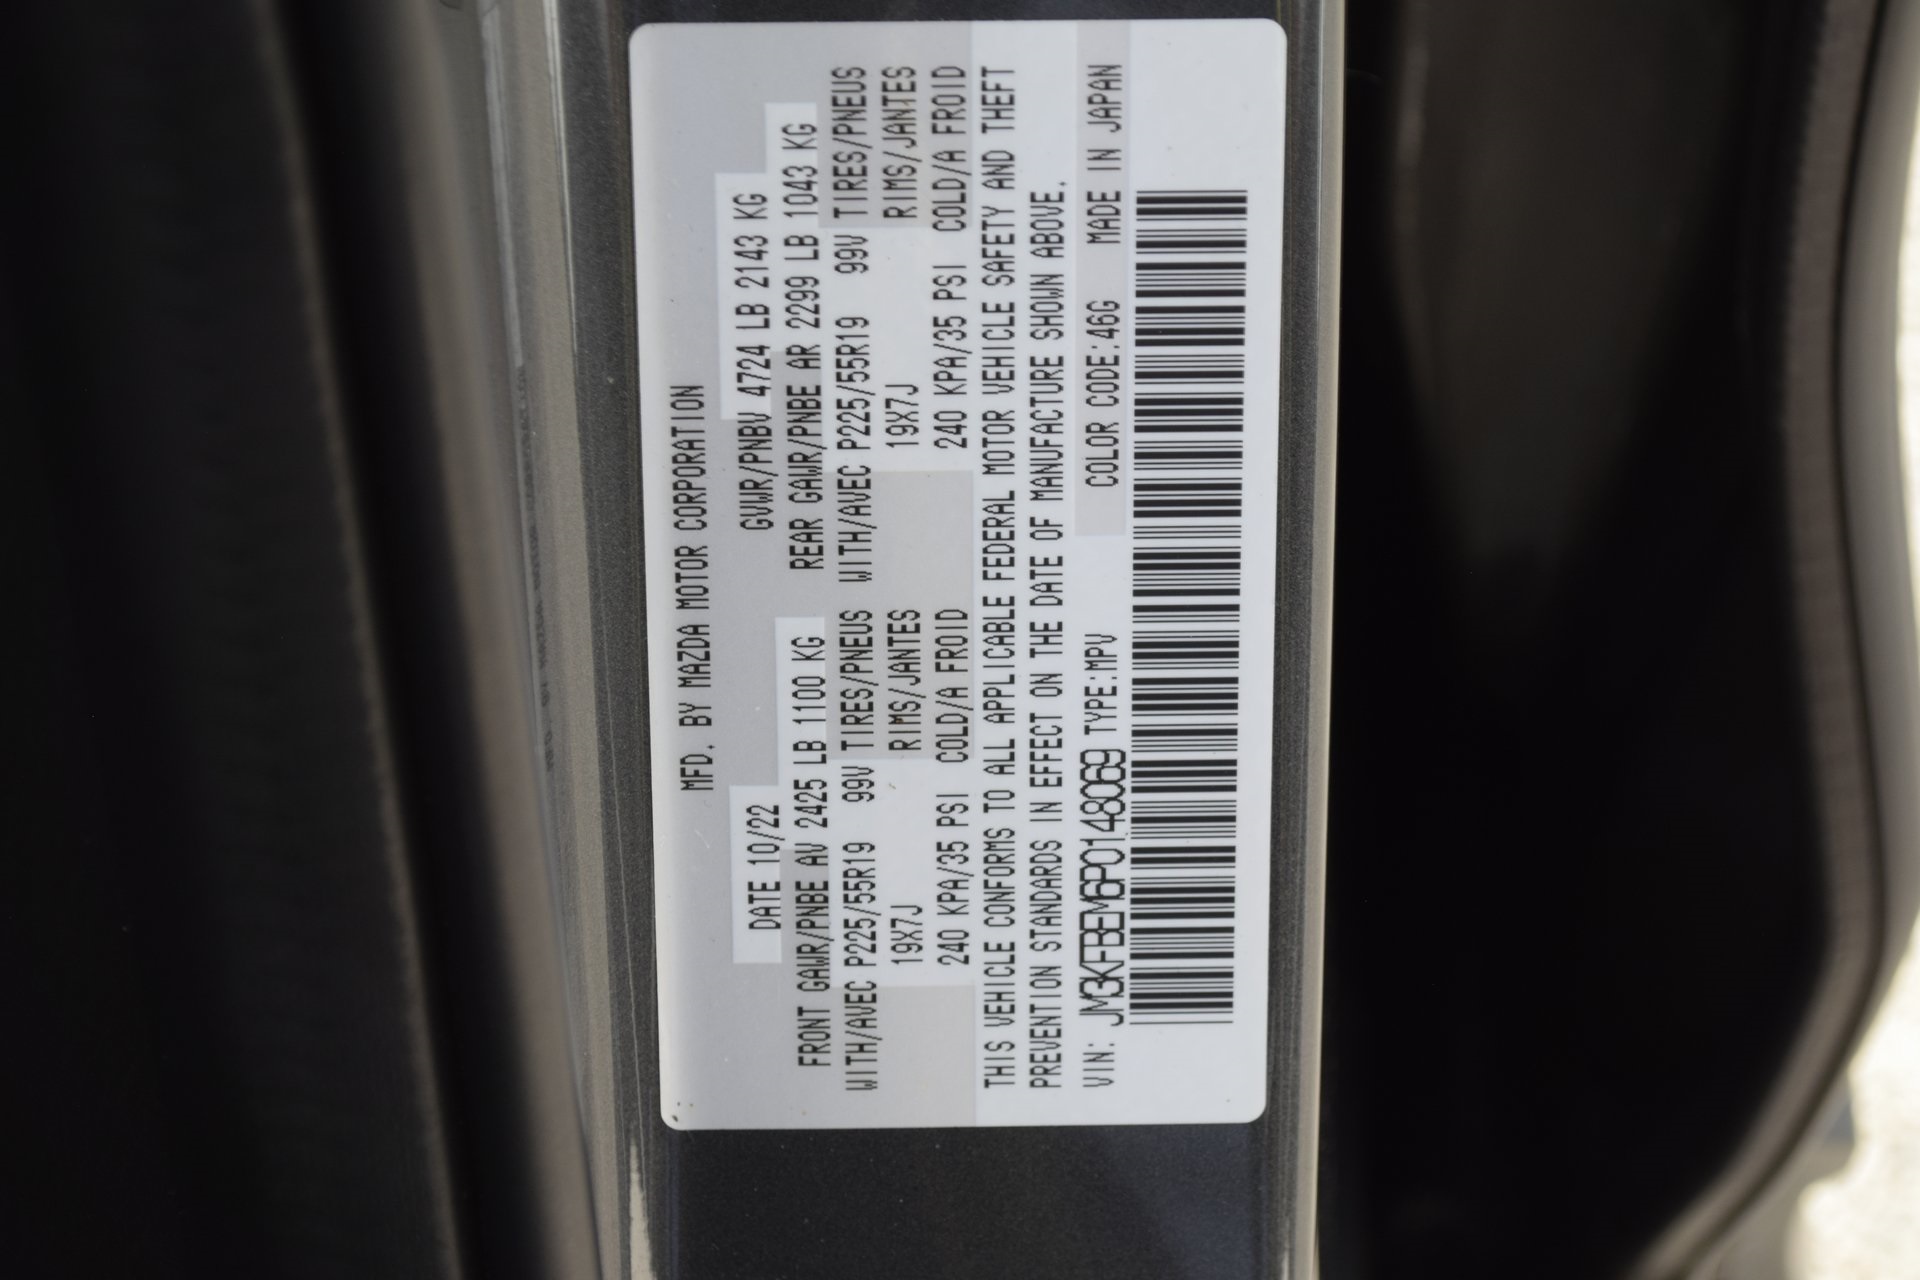 MFD. BY MAZDA MOTOR CORPORATION
DATE 10/22 GVWR/PNBV 4724 LB 2143 KG
FRONT GAWR/PNBE AV 2425 LB 1100 KG REAR GAWR/PNBE AR 2299 LB 1043 KG
WITH/AVEC P225/55R19 99V TIRES/PNEUS WITH/AVEC P225/55R19 99V TIRES/PNEUS
19X7J RIMS/JANTES 19X7J RIMS/JANTES
240 KPA/35 PSI COLD/A FROID 240 KPA/35 PSI COLD/A FROID
THIS VEHICLE CONFORMS TO ALL APPLICABLE FEDERAL MOTOR VEHICLE SAFETY AND THEFT
PREVENTION STANDARDS IN EFFECT ON THE DATE OF MANUFACTURE SHOWN ABOVE.
VIN: JM3KFBEM6P0148069 TYPE:MPV COLOR CODE:46G MADE IN JAPAN